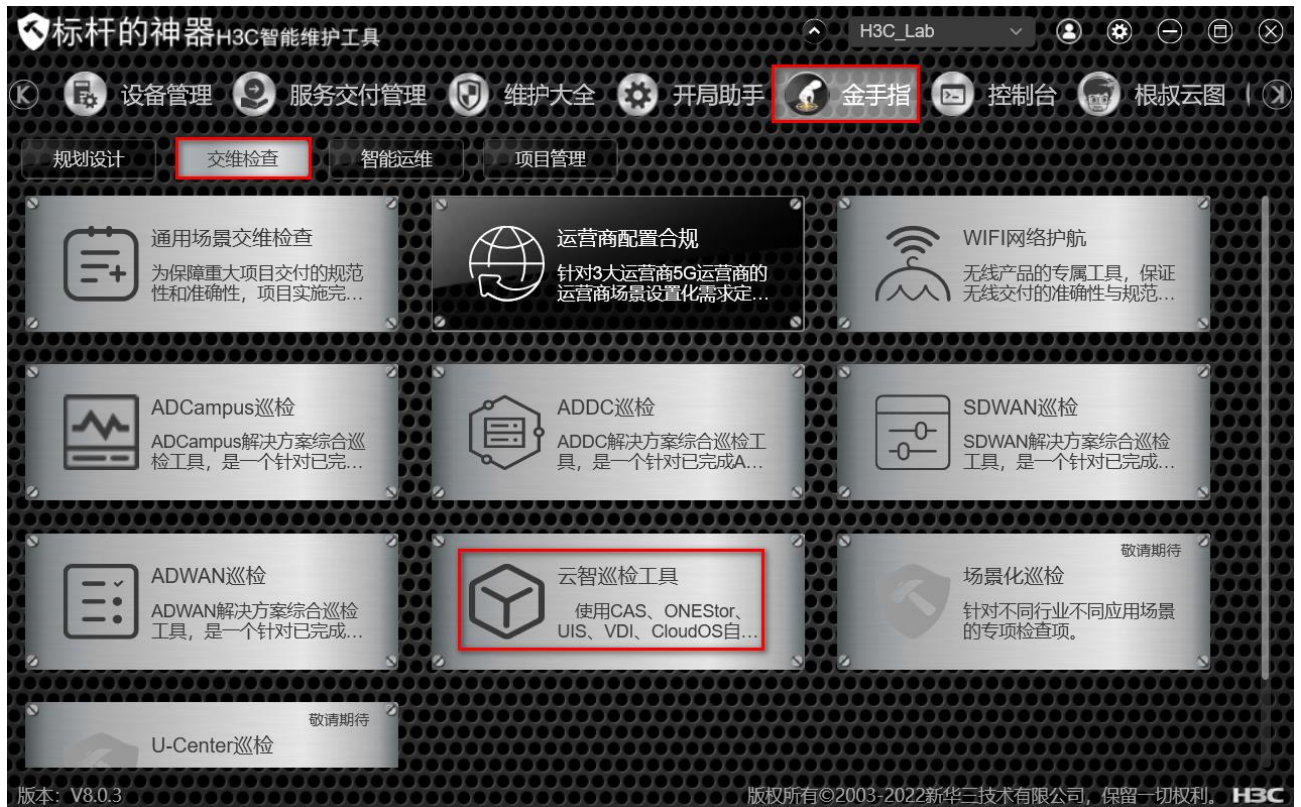 标杆的神器H3C智能维护工具
H3C_Lab
设备管理
服务交付管理
维护大全
开局助手
金手指
控制台
根叔云图
规划设计
交维检查
智能运维
项目管理
通用场景交维检查
为保障重大项目交付的规范
性和准确性，项目实施完...
运营商配置合规
针对3大运营商5G运营商的
运营商场景设置化需求定...
WIFI网络护航
无线产品的专属工具，保证
无线交付的准确性与规范...
ADCampus巡检
ADCampus解决方案综合巡
检工具，是一个针对已完...
ADDC巡检
ADDC解决方案综合巡检工
具，是一个针对已完成A...
SDWAN巡检
SDWAN解决方案综合巡检
工具，是一个针对已完成...
ADWAN巡检
ADWAN解决方案综合巡检
工具，是一个针对已完成...
云智巡检工具
使用CAS、ONEStor、
UIS、VDI、CloudOS自...
敬请期待
场景化巡检
针对不同行业不同应用场景
的专项检查项。
敬请期待
U-Center巡检
版本：V8.0.3
版权所有©2003-2022新华三技术有限公司，保留一切权利。 H3C